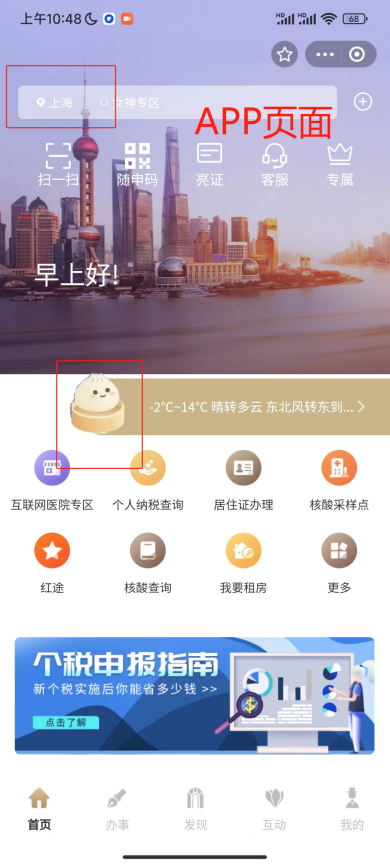 上午10:48
HD HD 68
上海 女神专区
APP页面
扫一扫 随申码 亮证 客服 专属
早上好!
-2℃~14℃ 晴转多云 东北风转东到...
互联网医院专区 个人纳税查询 居住证办理 核酸采样点
红途 核酸查询 我要租房 更多
个税申报指南
新个税实施后你能省多少钱 >>
点击了解
首页 办事 发现 互动 我的